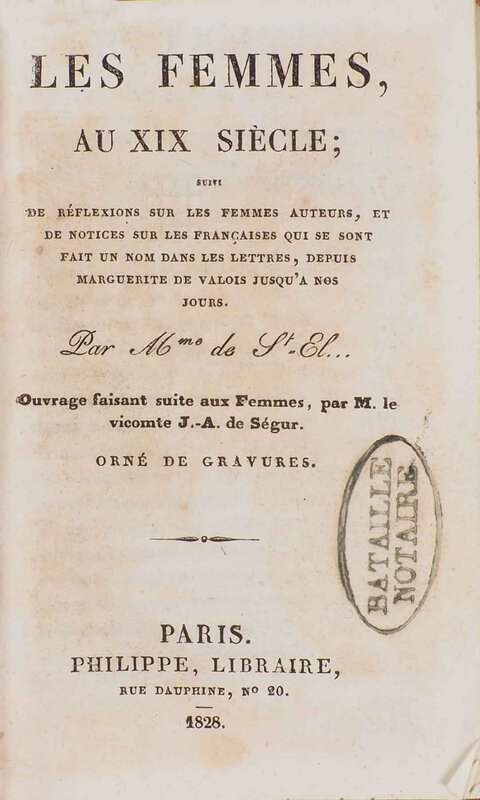 LES FEMMES,
AU XIX SIÈCLE;
SUIVI
DE RÉFLEXIONS SUR LES FEMMES AUTEURS, ET
DE NOTICES SUR LES FRANÇAISES QUI SE SONT
FAIT UN NOM DANS LES LETTRES, DEPUIS
MARGUERITE DE VALOIS JUSQU'A NOS
JOURS.
Par Mme de St-El...
Ouvrage faisant suite aux Femmes, par M. le
vicomte J.-A. de Ségur.
ORNÉ DE GRAVURES.
BATAILLE
NOTAIRE
PARIS.
PHILIPPE, LIBRAIRE,
RUE DAUPHINE, No 20.
1828.